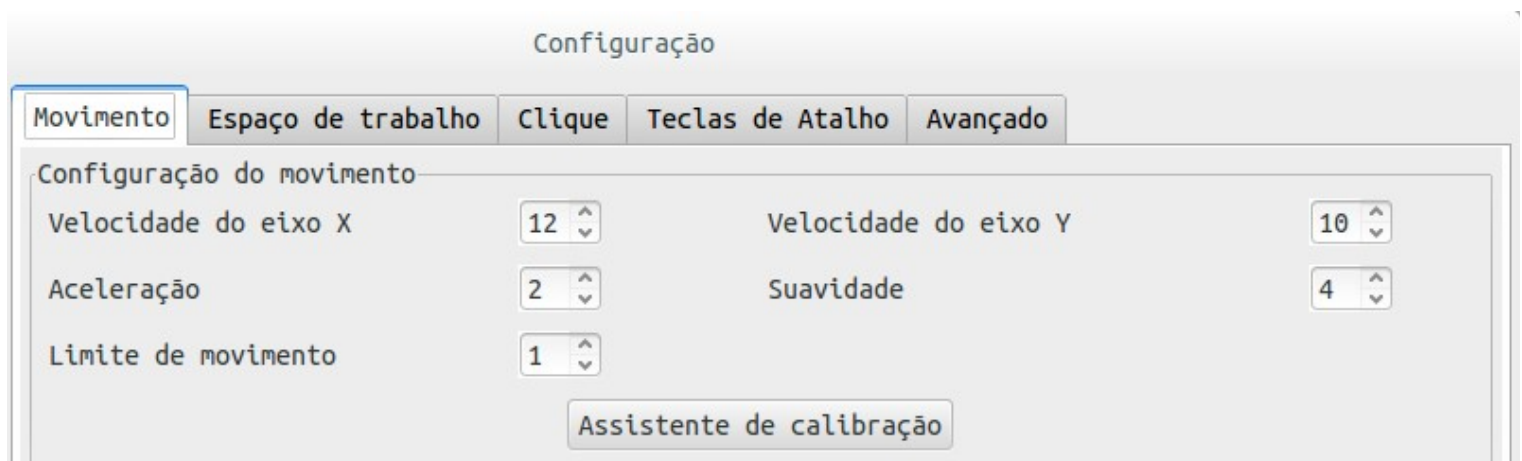 Configuração
Movimento Espaço de trabalho Clique Teclas de Atalho Avançado
Configuração do movimento
Velocidade do eixo X 12 Velocidade do eixo Y 10
Aceleração 2 Suavidade 4
Limite de movimento 1
Assistente de calibração